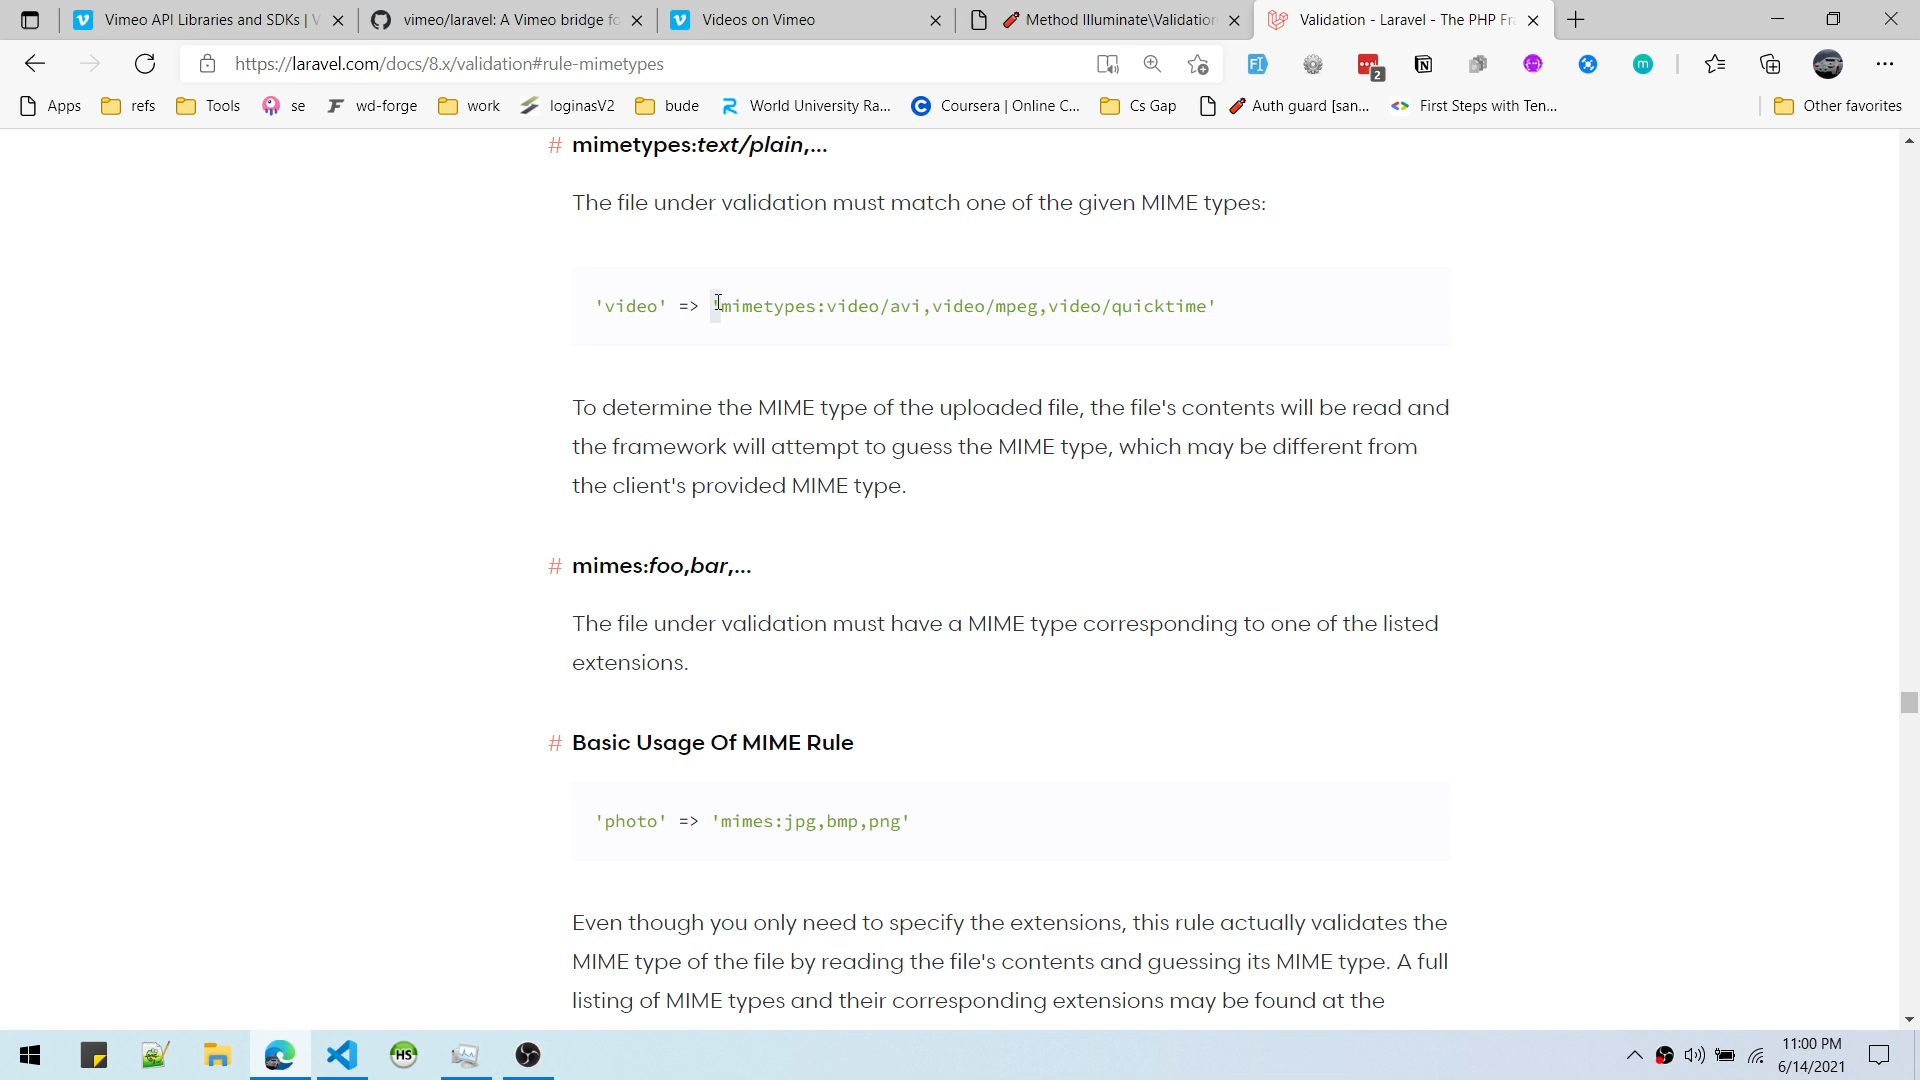 Vimeo API Libraries and SDKs | V
vimeo/laravel: A Vimeo bridge fo
Videos on Vimeo
Method Illuminate\Validation
Validation - Laravel - The PHP Fr
https://laravel.com/docs/8.x/validation#rule-mimetypes
2
Apps
refs
Tools
se
wd-forge
work
loginasV2
bude
World University Ra...
Coursera | Online C...
Cs Gap
Auth guard [san...
First Steps with Ten...
Other favorites
# mimetypes:text/plain,...
The file under validation must match one of the given MIME types:
'video' => 'mimetypes:video/avi,video/mpeg,video/quicktime'
To determine the MIME type of the uploaded file, the file's contents will be read and
the framework will attempt to guess the MIME type, which may be different from
the client's provided MIME type.
# mimes:foo,bar,...
The file under validation must have a MIME type corresponding to one of the listed
extensions.
# Basic Usage Of MIME Rule
'photo' => 'mimes:jpg,bmp,png'
Even though you only need to specify the extensions, this rule actually validates the
MIME type of the file by reading the file's contents and guessing its MIME type. A full
listing of MIME types and their corresponding extensions may be found at the
HS
11:00 PM
6/14/2021